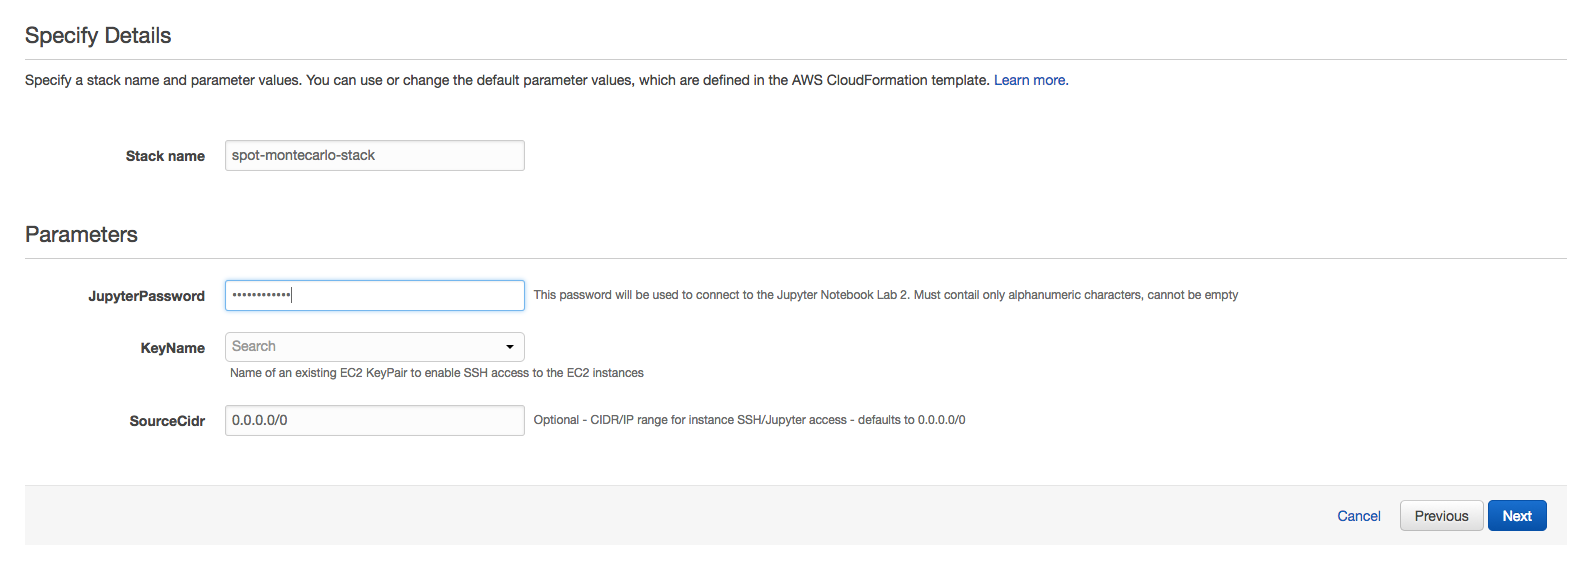 Specify Details
Specify a stack name and parameter values. You can use or change the default parameter values, which are defined in the AWS CloudFormation template. Learn more.
Stack name spot-montecarlo-stack
Parameters
JupyterPassword •••••••••••• This password will be used to connect to the Jupyter Notebook Lab 2. Must contail only alphanumeric characters, cannot be empty
KeyName Search
Name of an existing EC2 KeyPair to enable SSH access to the EC2 instances
SourceCidr 0.0.0.0/0 Optional - CIDR/IP range for instance SSH/Jupyter access - defaults to 0.0.0.0/0
Cancel Previous Next